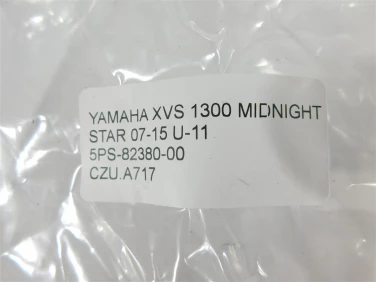 YAMAHA XVS 1300 MIDNIGHT
STAR 07-15 U-11
5PS-82380-00
CZU.A717